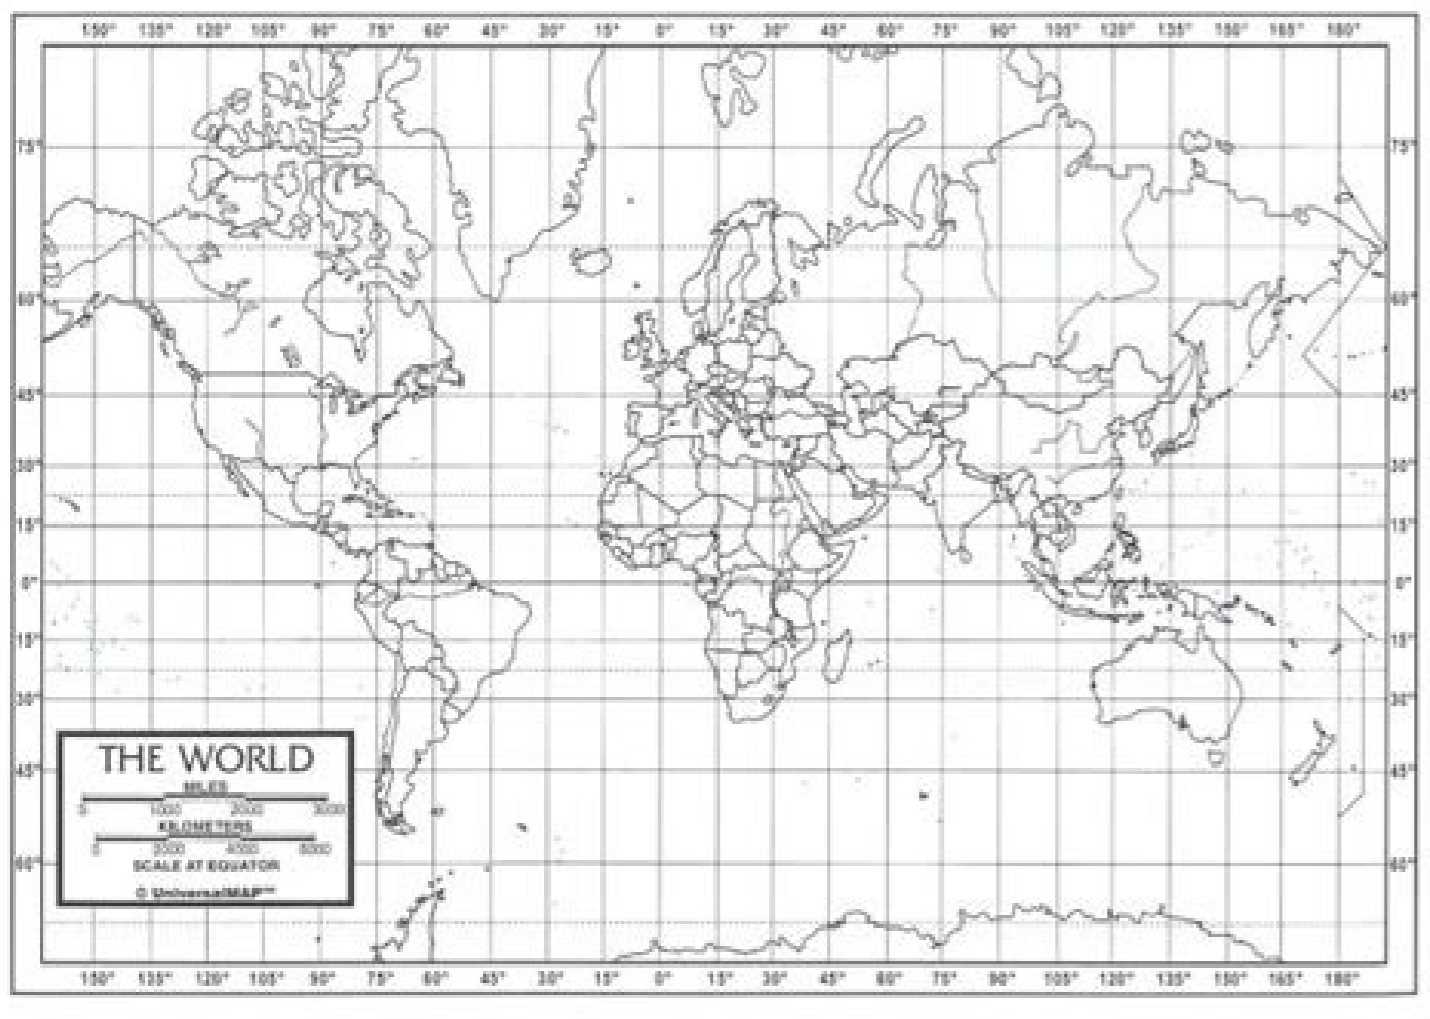 150° 135° 120° 105° 90° 75° 60° 45° 30° 15° 0° 15° 30° 45° 60° 75° 90° 105° 120° 135° 150° 165° 180°
75° 75°
60° 60°
45° 45°
30° 30°
15° 15°
0° 0°
15° 15°
30° 30°
45° 45°
60° 60°
THE WORLD
MILES
0 1000 2000 3000
KILOMETERS
0 2000 4000 6000
SCALE AT EQUATOR
© UniversalMAP™
150° 135° 120° 105° 90° 75° 60° 45° 30° 15° 0° 15° 30° 45° 60° 75° 90° 105° 120° 135° 150° 165° 180°